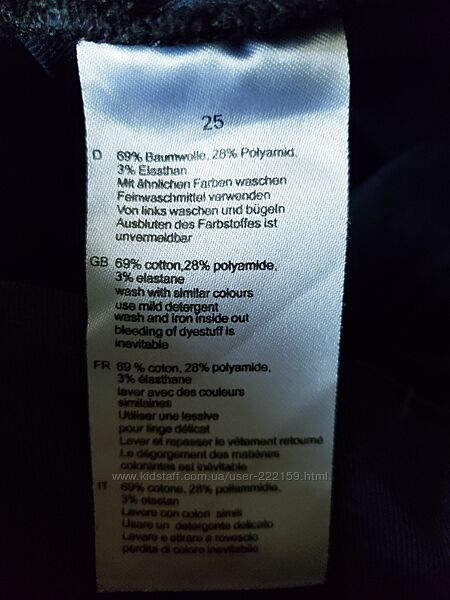 25
D 69% Baumwolle, 28% Polyamid,
3% Elasthan
Mit ähnlichen Farben waschen
Feinwaschmittel verwenden
Von links waschen und bügeln
Ausbluten des Farbstoffes ist
unvermeidbar
GB 69% cotton,28% polyamide,
3% elastane
wash with similar colours
use mild detergent
wash and iron inside out
bleeding of dyestuff is
inevitable
FR 69 % coton, 28% polyamide,
3% élasthane
laver avec des couleurs
similaires
Utiliser une lessive
pour linge délicat
Laver et repasser le vêtement retourné
Le dégorgement des matières
colorantes est inévitable
www.kidstaff.com.ua/user-222159.html
IT 69% cotone, 28% poliammidie,
3% elastan
Lavare con colori simili
Usare un detergente delicato
Lavare e stirare a rovescio
perdita di colore inevitabile